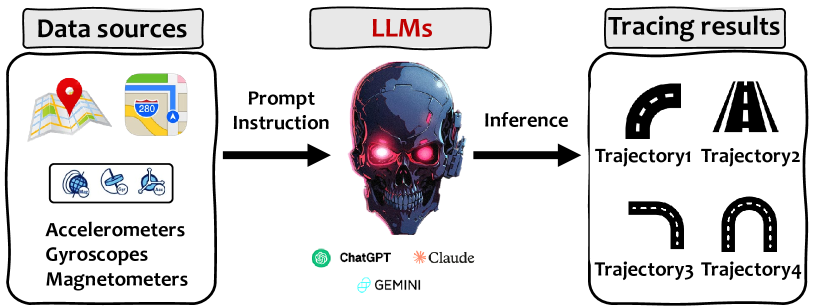 Data sources
LLMs
Tracing results
280
Accelerometers
Gyroscopes
Magnetometers
Prompt
Instruction
ChatGPT
Claude
GEMINI
Inference
Trajectory1
Trajectory2
Trajectory3
Trajectory4